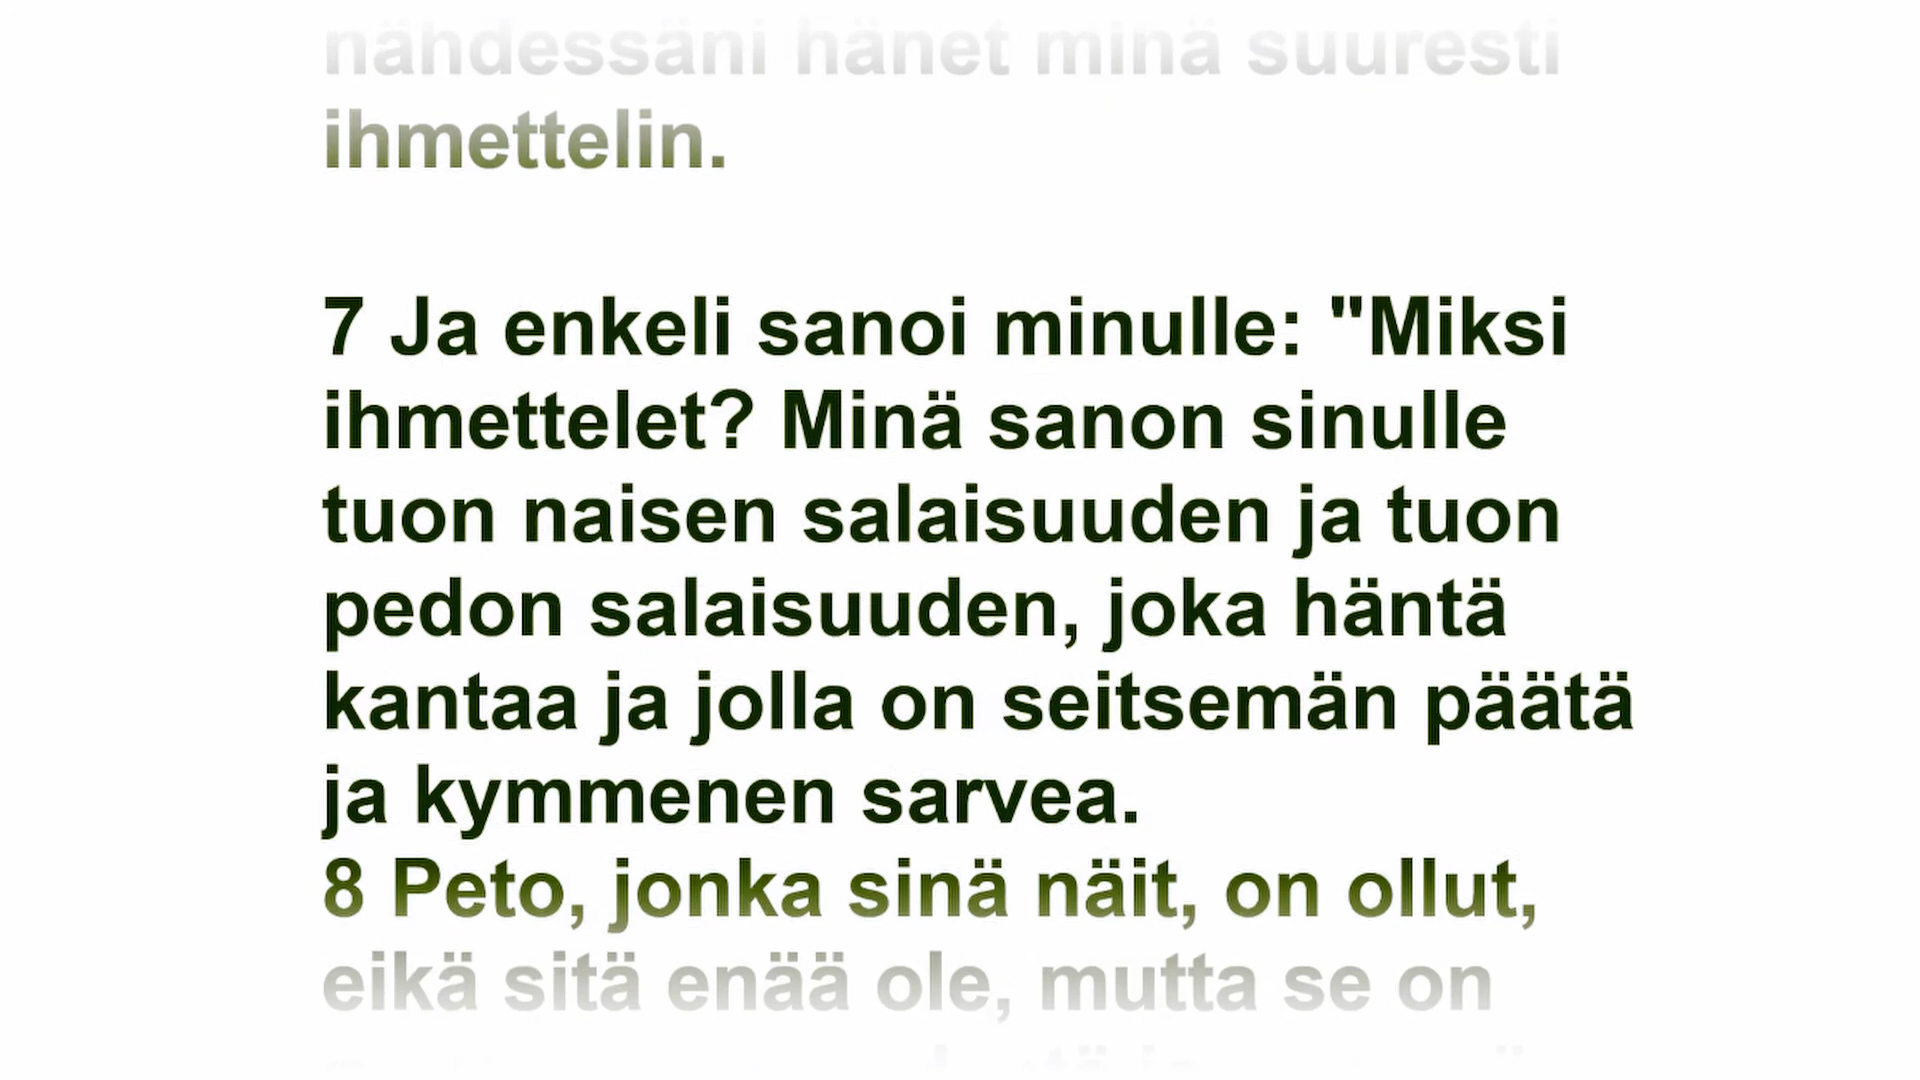 nähdessäni hänet minä suuresti
ihmettelin.
7 Ja enkeli sanoi minulle: "Miksi
ihmettelet? Minä sanon sinulle
tuon naisen salaisuuden ja tuon
pedon salaisuuden, joka häntä
kantaa ja jolla on seitsemän päätä
ja kymmenen sarvea.
8 Peto, jonka sinä näit, on ollut,
eikä sitä enää ole, mutta se on